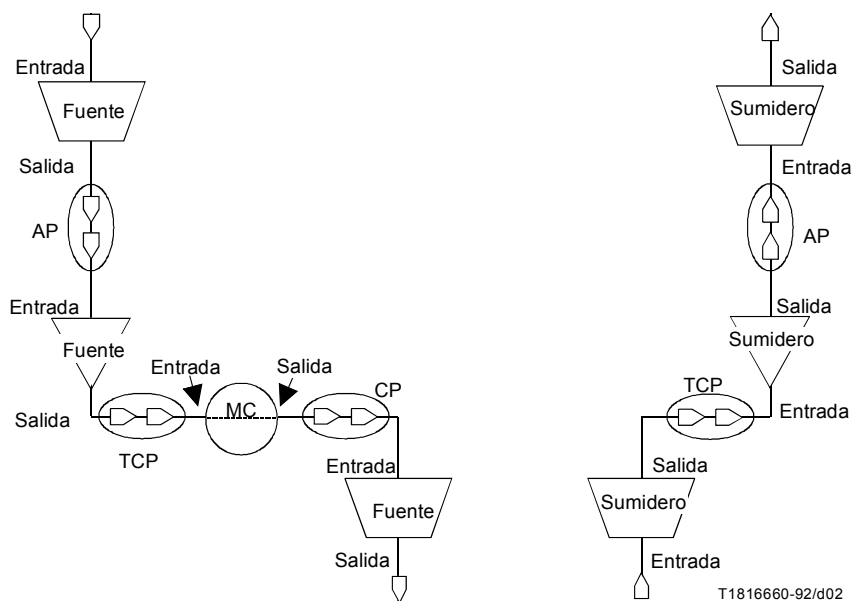 Entrada
Fuente
Salida
AP
Entrada
Fuente
Salida
TCP
Entrada
MC
Salida
CP
Entrada
Fuente
Salida
Salida
Sumidero
Entrada
AP
Salida
Sumidero
TCP
Entrada
Salida
Sumidero
Entrada
T1816660-92/d02